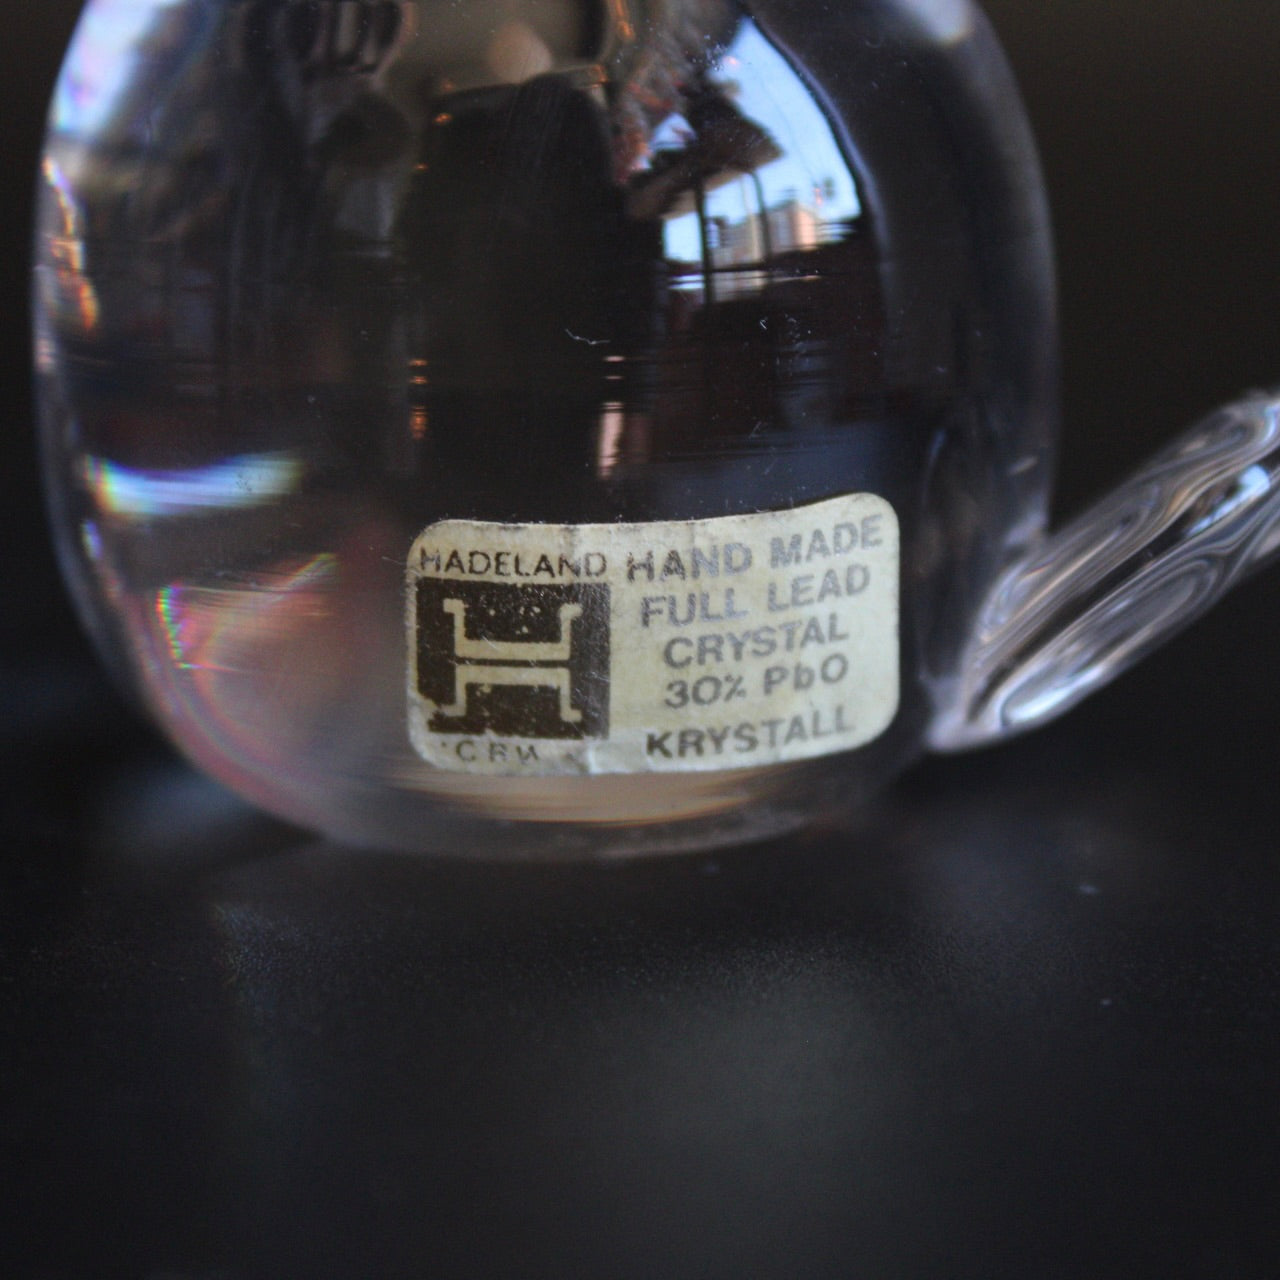 HADELAND
HAND MADE
FULL LEAD
CRYSTAL
30% PbO
KRYSTALL